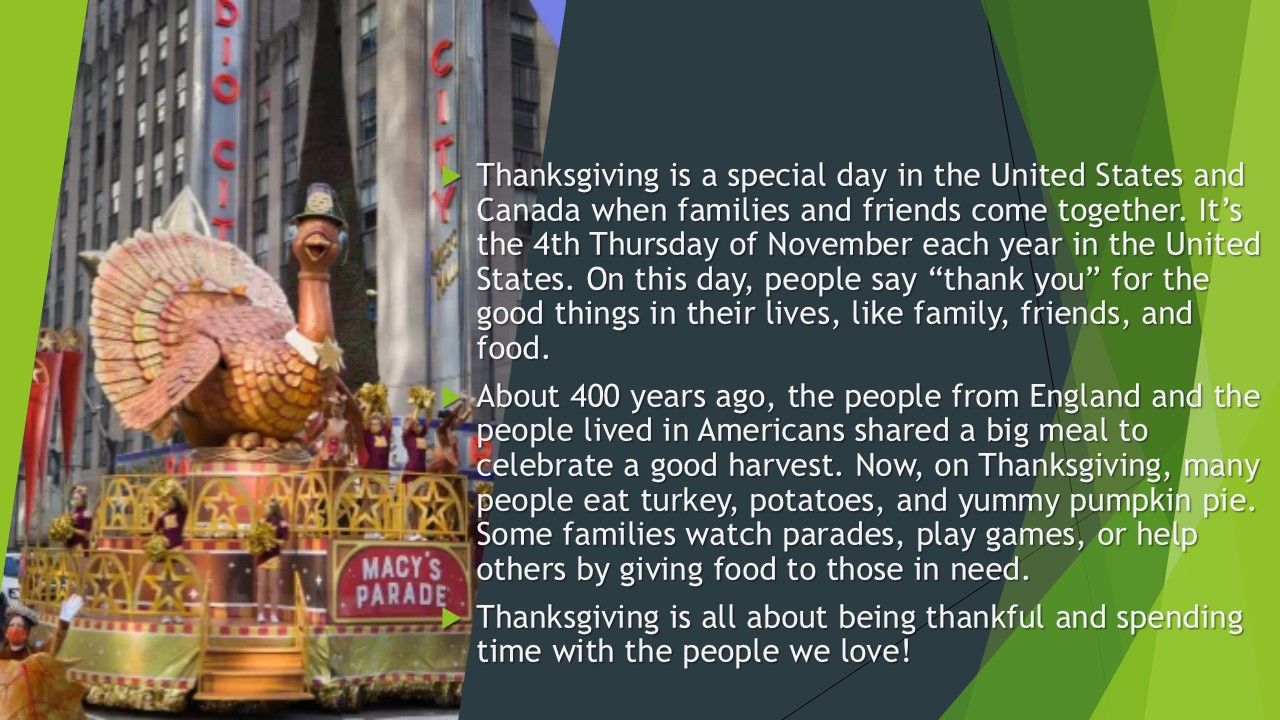 DIO CIT
CITY
MACY'S
PARADE
Thanksgiving is a special day in the United States and
Canada when families and friends come together. It’s
the 4th Thursday of November each year in the United
States. On this day, people say “thank you” for the
good things in their lives, like family, friends, and
food.
About 400 years ago, the people from England and the
people lived in Americans shared a big meal to
celebrate a good harvest. Now, on Thanksgiving, many
people eat turkey, potatoes, and yummy pumpkin pie.
Some families watch parades, play games, or help
others by giving food to those in need.
Thanksgiving is all about being thankful and spending
time with the people we love!